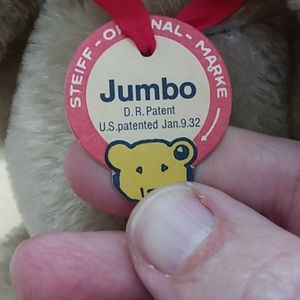 STEIFF - ORIGINAL - MARKE
Jumbo
D.R.Patent
U.S.patented Jan.9.32